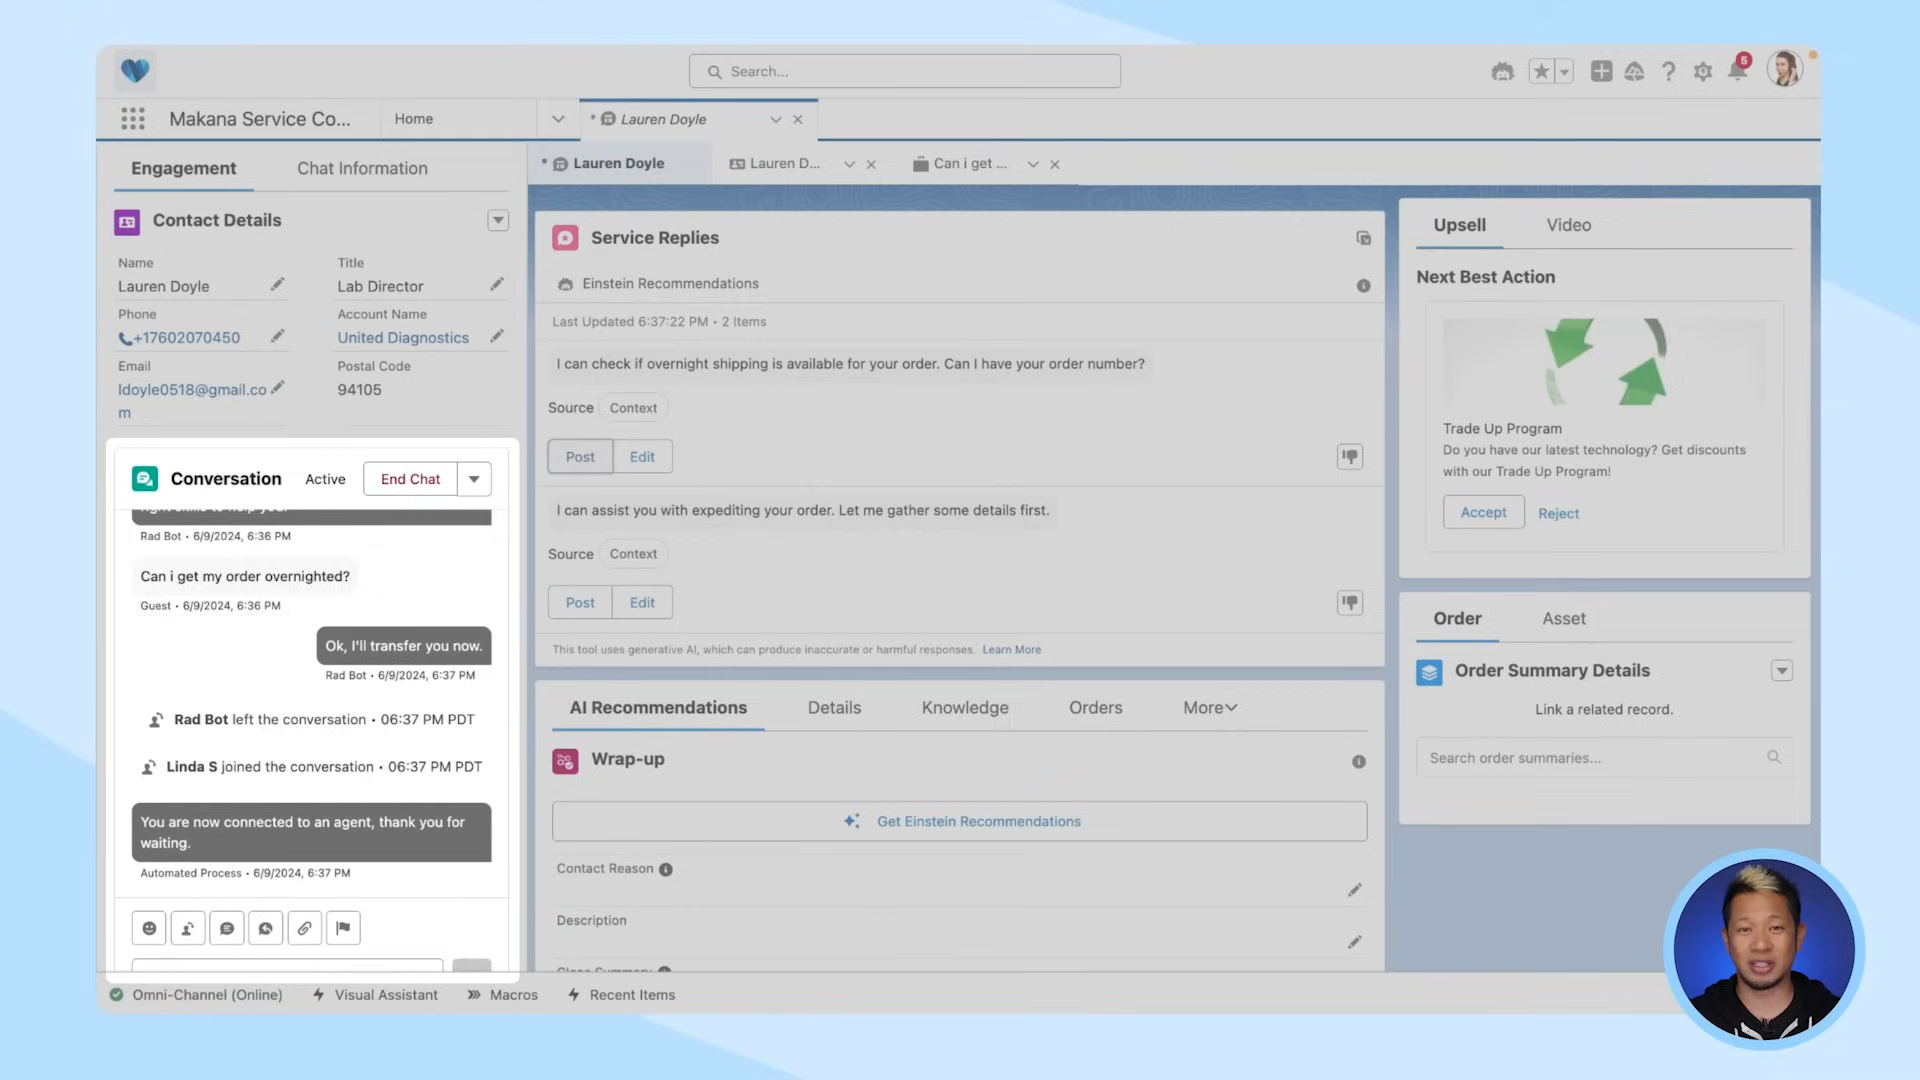 Search...
5
Makana Service Co...
Home
* Lauren Doyle
Engagement
Chat Information
* Lauren Doyle
Lauren D...
Can i get ...
Contact Details
Name
Lauren Doyle
Title
Lab Director
Phone
+17602070450
Account Name
United Diagnostics
Email
ldoyle0518@gmail.co
m
Postal Code
94105
Conversation
Active
End Chat
Rad Bot • 6/9/2024, 6:36 PM
Can i get my order overnighted?
Guest • 6/9/2024, 6:36 PM
Ok, I'll transfer you now.
Rad Bot • 6/9/2024, 6:37 PM
Rad Bot left the conversation • 06:37 PM PDT
Linda S joined the conversation • 06:37 PM PDT
You are now connected to an agent, thank you for
waiting.
Automated Process • 6/9/2024, 6:37 PM
Service Replies
Einstein Recommendations
Last Updated 6:37:22 PM • 2 Items
I can check if overnight shipping is available for your order. Can I have your order number?
Source
Context
Post
Edit
I can assist you with expediting your order. Let me gather some details first.
Source
Context
Post
Edit
This tool uses generative AI, which can produce inaccurate or harmful responses. Learn More
AI Recommendations
Details
Knowledge
Orders
More
Wrap-up
Get Einstein Recommendations
Contact Reason
Description
Upsell
Video
Next Best Action
Trade Up Program
Do you have our latest technology? Get discounts
with our Trade Up Program!
Accept
Reject
Order
Asset
Order Summary Details
Link a related record.
Search order summaries...
Omni-Channel (Online)
Visual Assistant
Macros
Recent Items